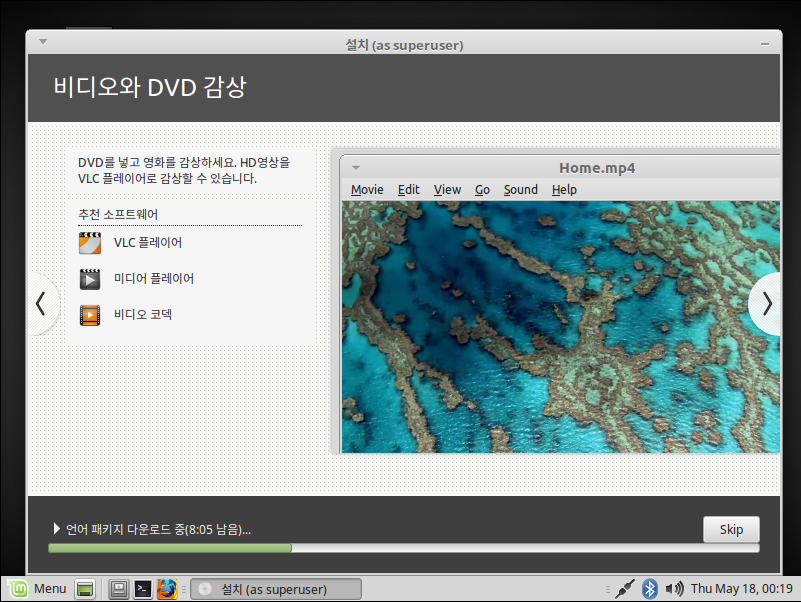 설치 (as superuser)
비디오와 DVD 감상
DVD를 넣고 영화를 감상하세요. HD영상을
VLC 플레이어로 감상할 수 있습니다.
추천 소프트웨어
VLC 플레이어
미디어 플레이어
비디오 코덱
Home.mp4
Movie Edit View Go Sound Help
언어 패키지 다운로드 중(8:05 남음)...
Skip
Menu
설치 (as superuser)
Thu May 18, 00:19